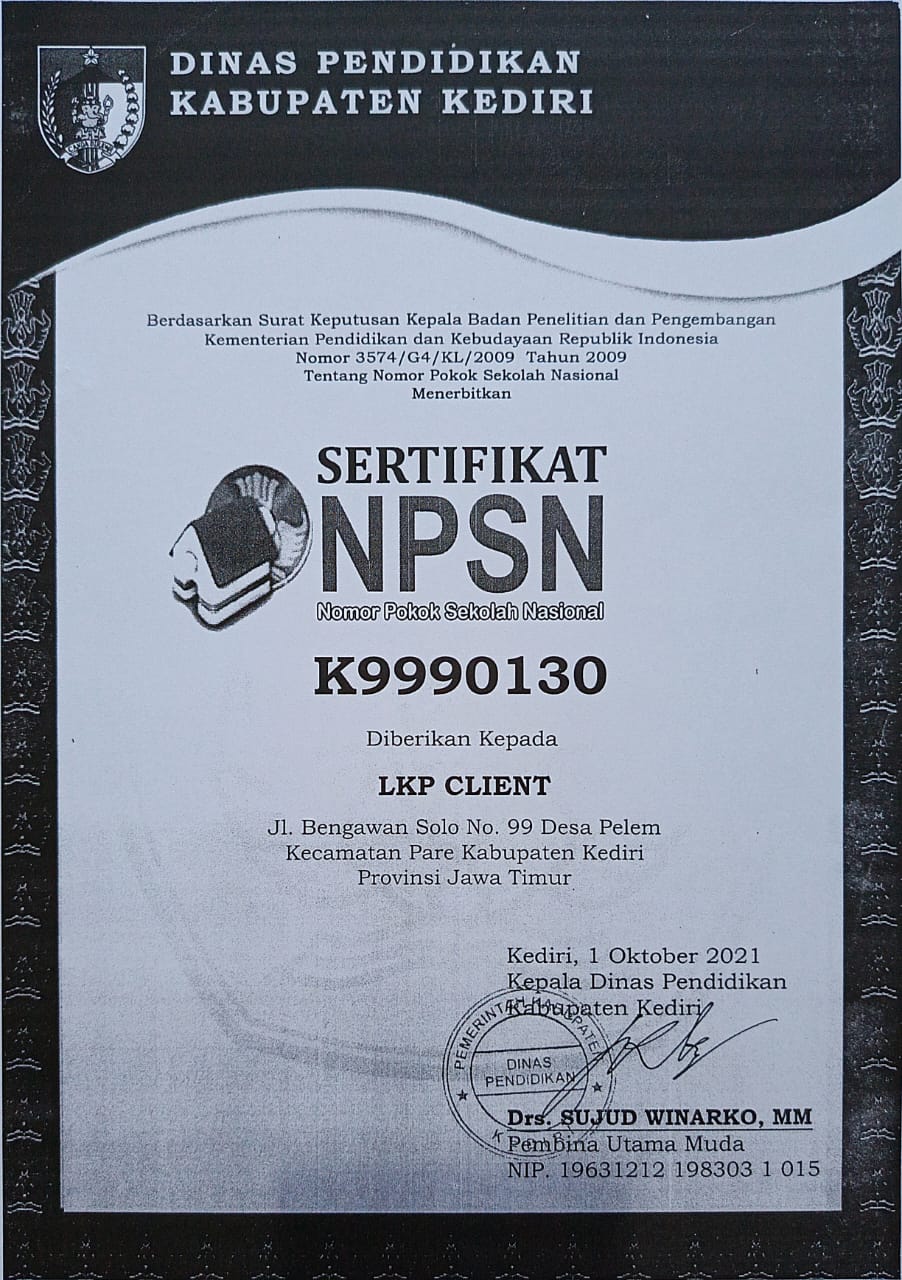 DINAS PENDIDIKAN
KABUPATEN KEDIRI
Berdasarkan Surat Keputusan Kepala Badan Penelitian dan Pengembangan
Kementerian Pendidikan dan Kebudayaan Republik Indonesia
Nomor 3574/G4/KL/2009 Tahun 2009
Tentang Nomor Pokok Sekolah Nasional
Menerbitkan
SERTIFIKAT
NPSN
Nomor Pokok Sekolah Nasional
K9990130
Diberikan Kepada
LKP CLIENT
Jl. Bengawan Solo No. 99 Desa Pelem
Kecamatan Pare Kabupaten Kediri
Provinsi Jawa Timur
Kediri, 1 Oktober 2021
Kepala Dinas Pendidikan
Kabupaten Kediri
PEMERINTAH KABUPATEN
DINAS
PENDIDIKAN
KEDIRI
Drs. SUJUD WINARKO, MM
Pembina Utama Muda
NIP. 19631212 198303 1 015